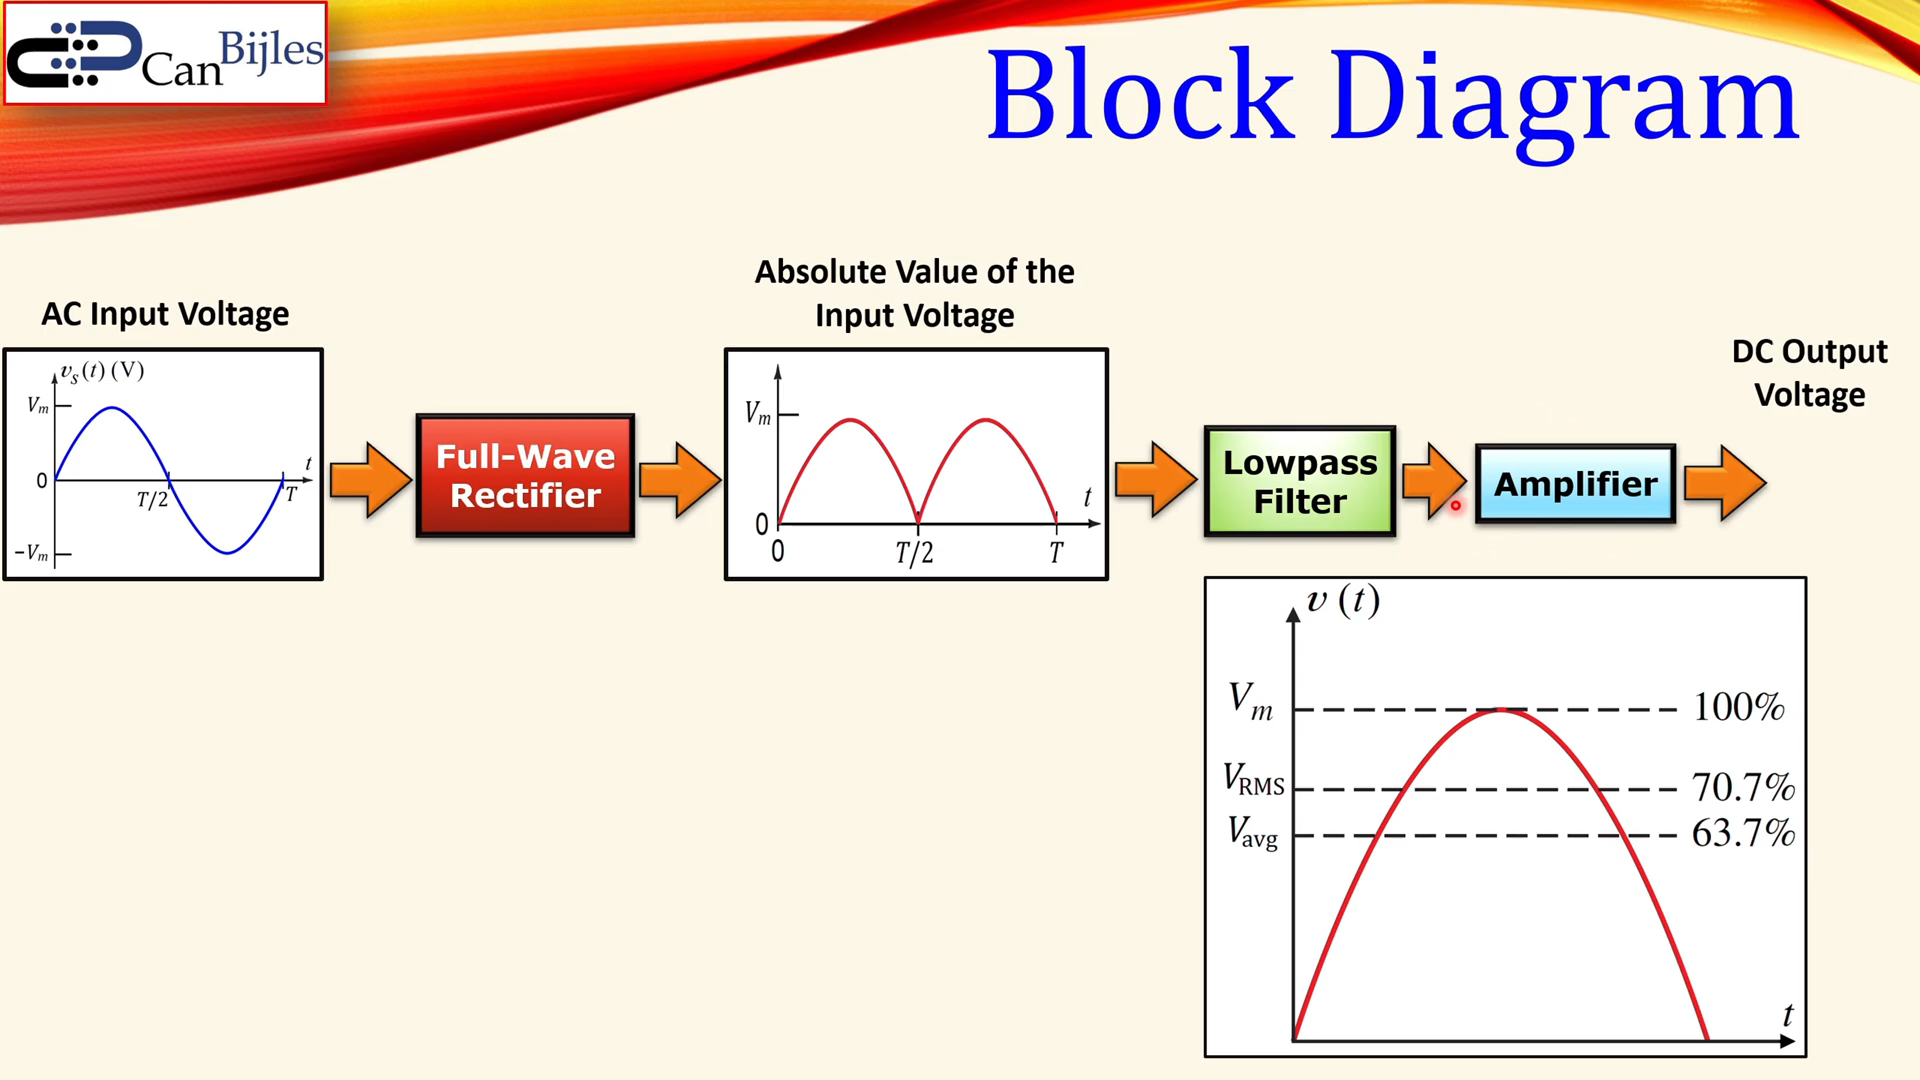 Can Bijles
Block Diagram
AC Input Voltage
v_s (t) (V)
V_m
0
−V_m
T/2
t
T
Full-Wave
Rectifier
Absolute Value of the
Input Voltage
V_m
0
0
T/2
T
t
Lowpass
Filter
Amplifier
DC Output
Voltage
v (t)
V_m 100%
V_RMS 70.7%
V_avg 63.7%
t